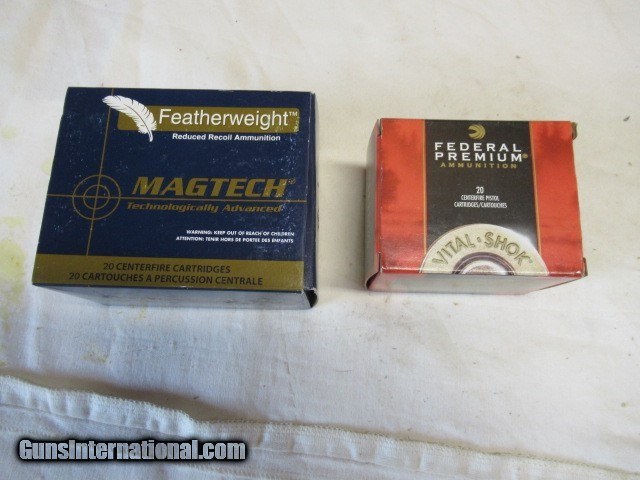 Featherweight™
Reduced Recoil Ammunition
MAGTECH®
Technologically Advanced
WARNING: KEEP OUT OF REACH OF CHILDREN
ATTENTION: TENIR HORS DE PORTEE DES ENFANTS
20 CENTERFIRE CARTRIDGES
20 CARTOUCHES A PERCUSSION CENTRALE
FEDERAL
PREMIUM®
AMMUNITION
20
CENTERFIRE PISTOL
CARTRIDGES/CARTOUCHES
VITAL·SHOK
GunsInternational.com